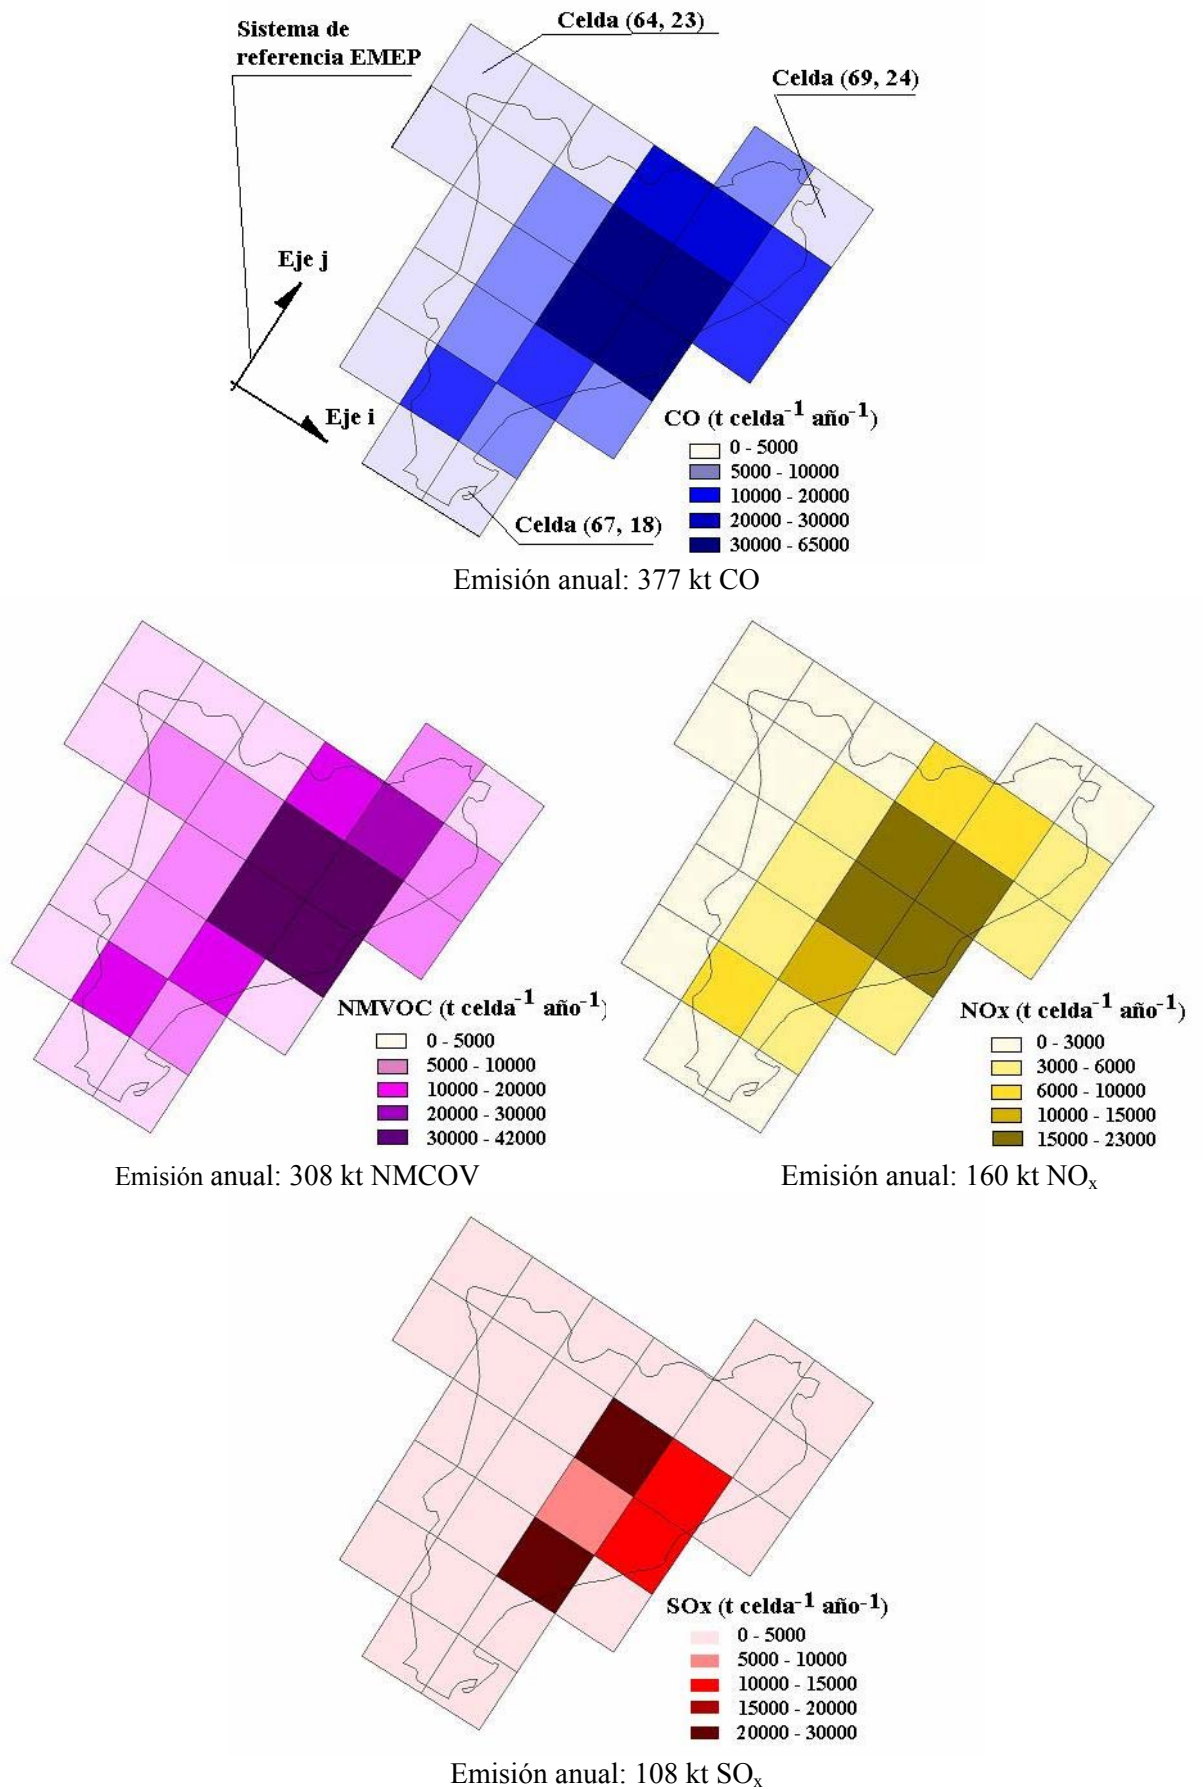 Celda (64, 23)
Sistema de
referencia EMEP
Celda (69, 24)
Eje j
Eje i
CO (t celda⁻¹ año⁻¹)
0 - 5000
5000 - 10000
10000 - 20000
20000 - 30000
30000 - 65000
Celda (67, 18)
Emisión anual: 377 kt CO
NMVOC (t celda⁻¹ año⁻¹)
0 - 5000
5000 - 10000
10000 - 20000
20000 - 30000
30000 - 42000
Emisión anual: 308 kt NMCOV
NOx (t celda⁻¹ año⁻¹)
0 - 3000
3000 - 6000
6000 - 10000
10000 - 15000
15000 - 23000
Emisión anual: 160 kt NOₓ
SOx (t celda⁻¹ año⁻¹)
0 - 5000
5000 - 10000
10000 - 15000
15000 - 20000
20000 - 30000
Emisión anual: 108 kt SOₓ